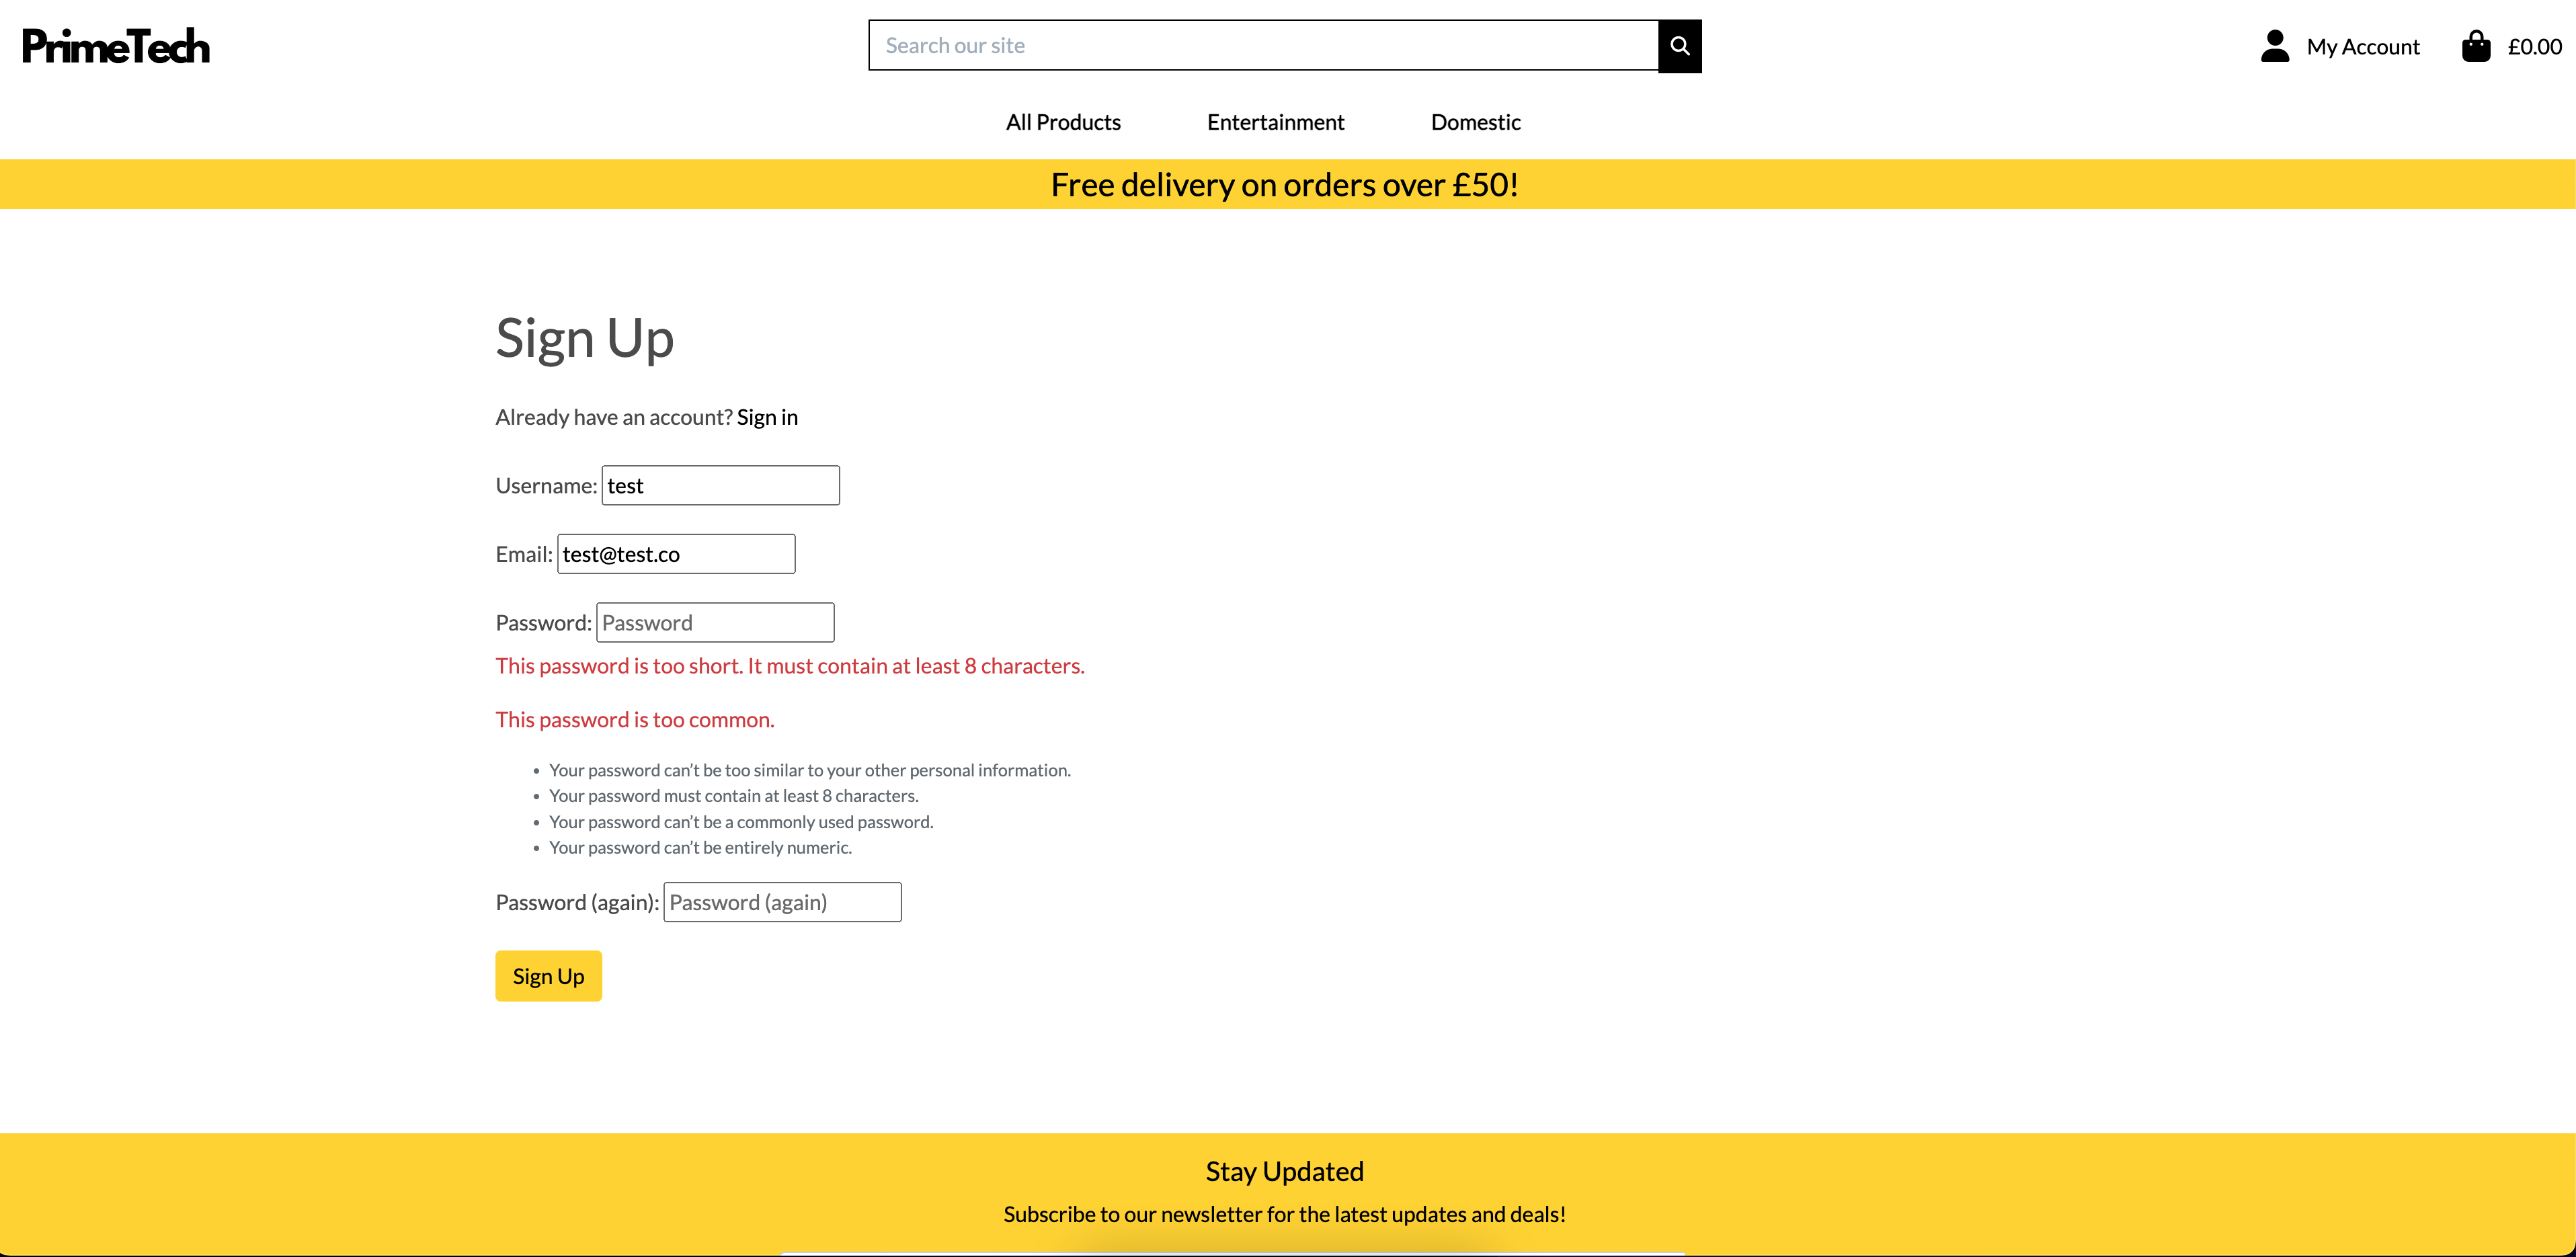 PrimeTech
Search our site
My Account
£0.00
All Products
Entertainment
Domestic
Free delivery on orders over £50!
Sign Up
Already have an account? Sign in
Username: test
Email: test@test.co
Password: Password
This password is too short. It must contain at least 8 characters.
This password is too common.
• Your password can’t be too similar to your other personal information.
• Your password must contain at least 8 characters.
• Your password can’t be a commonly used password.
• Your password can’t be entirely numeric.
Password (again): Password (again)
Sign Up
Stay Updated
Subscribe to our newsletter for the latest updates and deals!